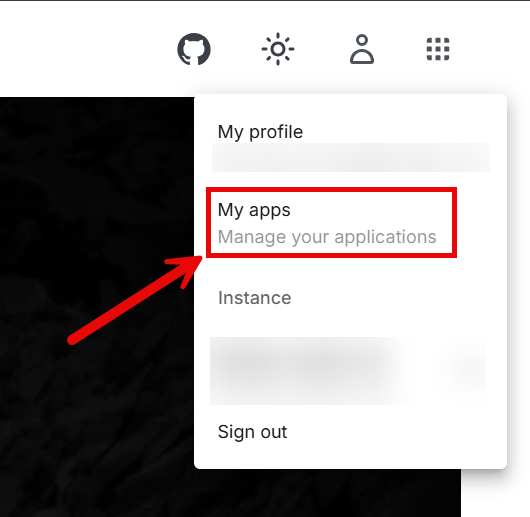 My profile
My apps
Manage your applications
Instance
Sign out